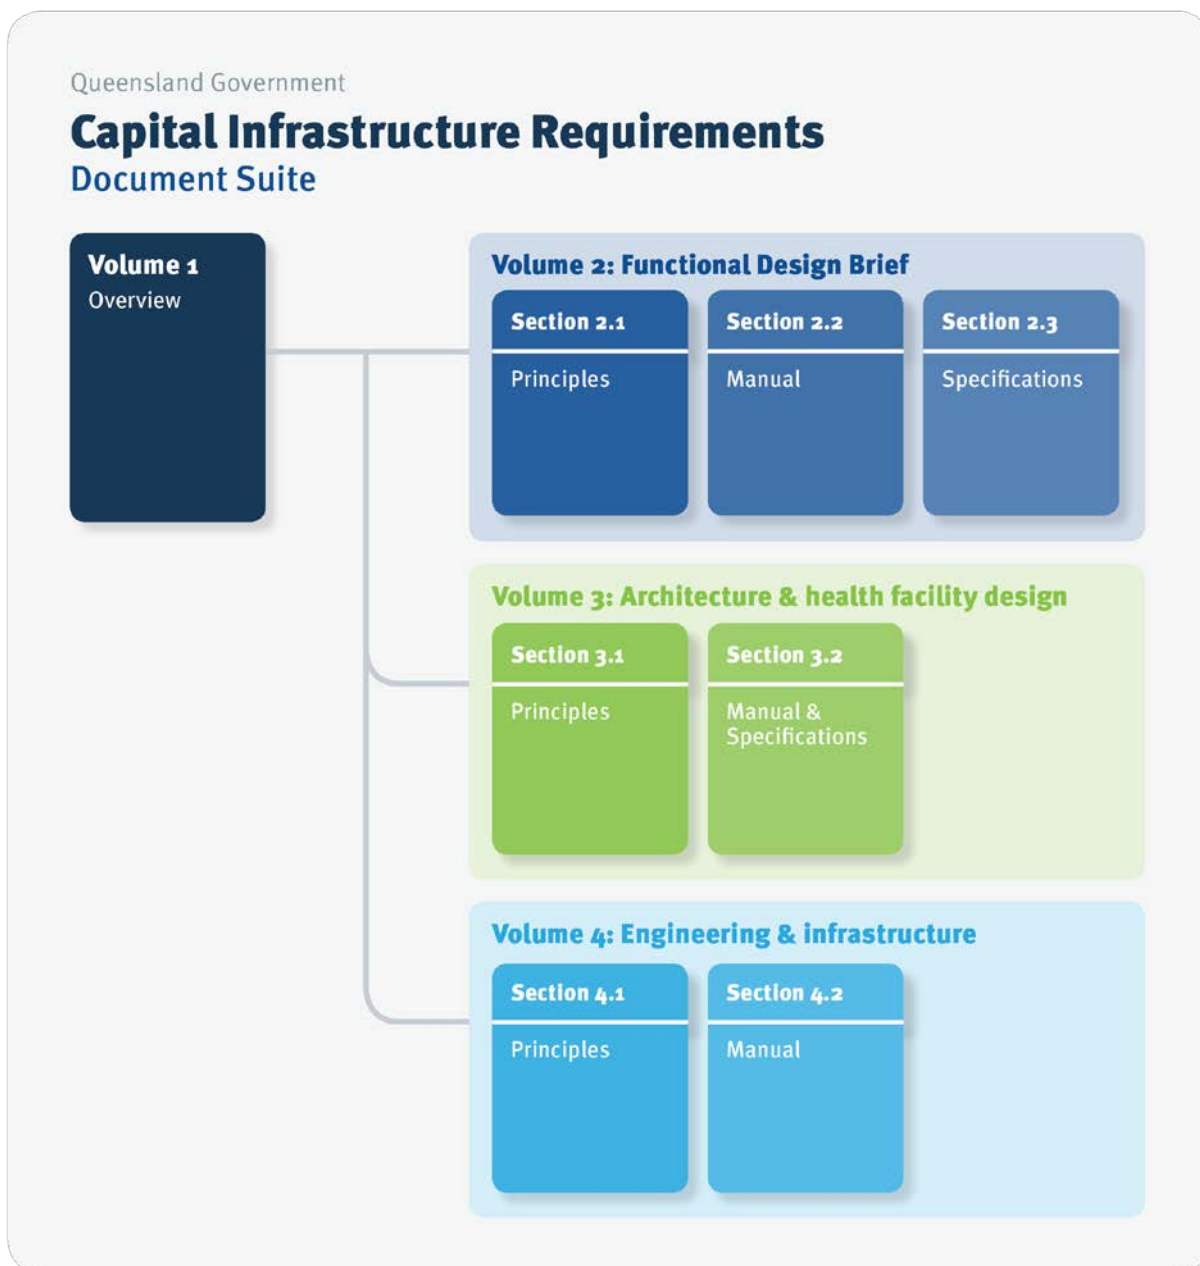 Queensland Government
Capital Infrastructure Requirements
Document Suite
Volume 1
Overview
Volume 2: Functional Design Brief
Section 2.1
Principles
Section 2.2
Manual
Section 2.3
Specifications
Volume 3: Architecture & health facility design
Section 3.1
Principles
Section 3.2
Manual &
Specifications
Volume 4: Engineering & infrastructure
Section 4.1
Principles
Section 4.2
Manual